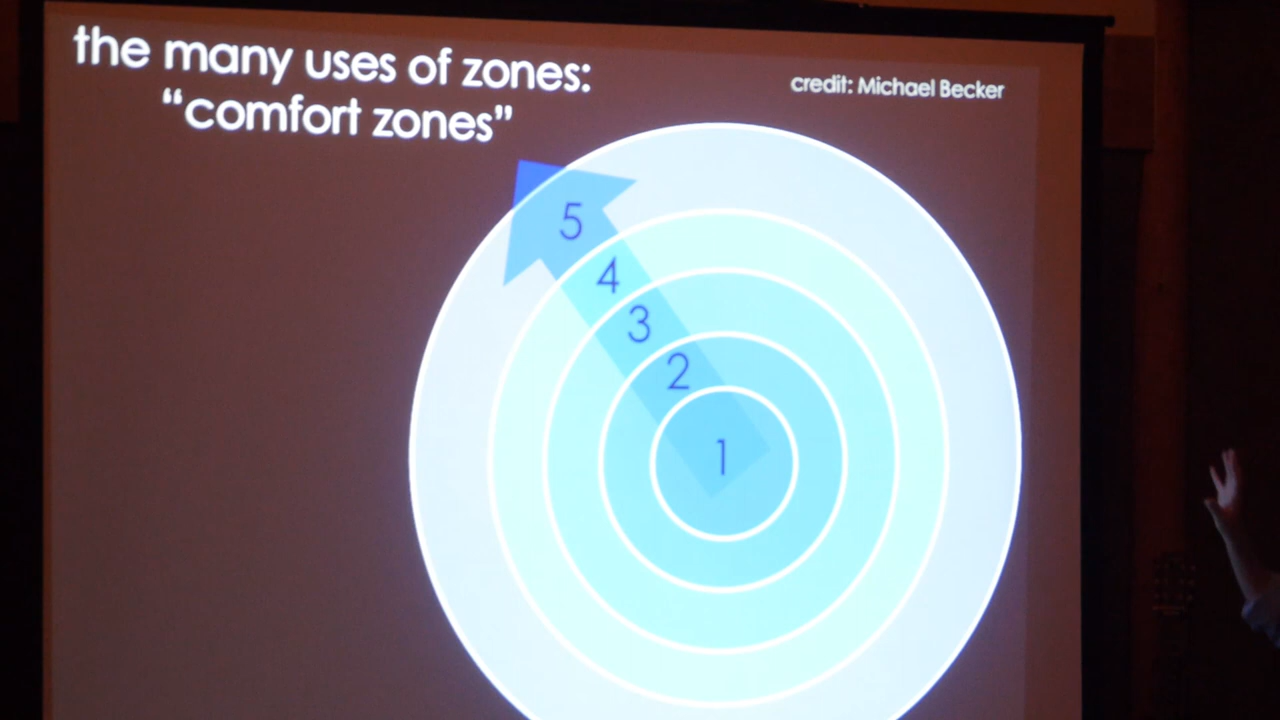 the many uses of zones:
“comfort zones”
credit: Michael Becker
5
4
3
2
1